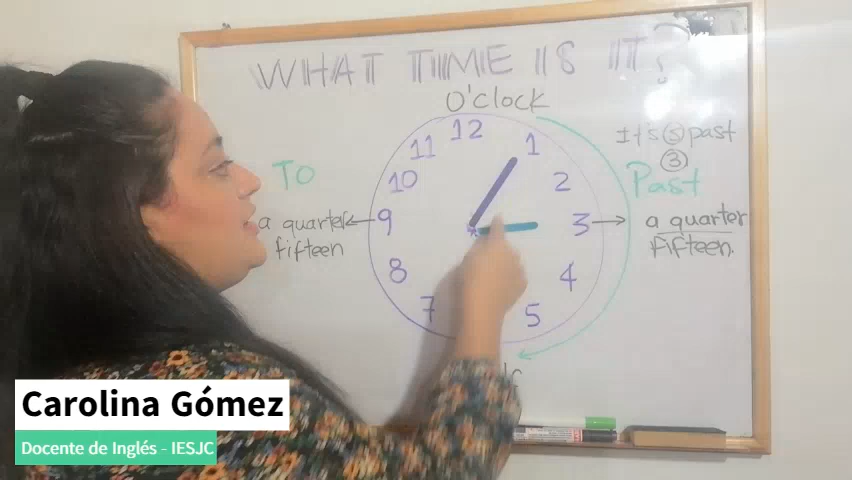 WHAT TIME IS IT?
O'clock
It's 5 past
3
To
Past
a quarter
fifteen
a quarter
fifteen
12
1
2
3
4
5
7
8
9
10
11
Carolina Gómez
Docente de Inglés - IESJC